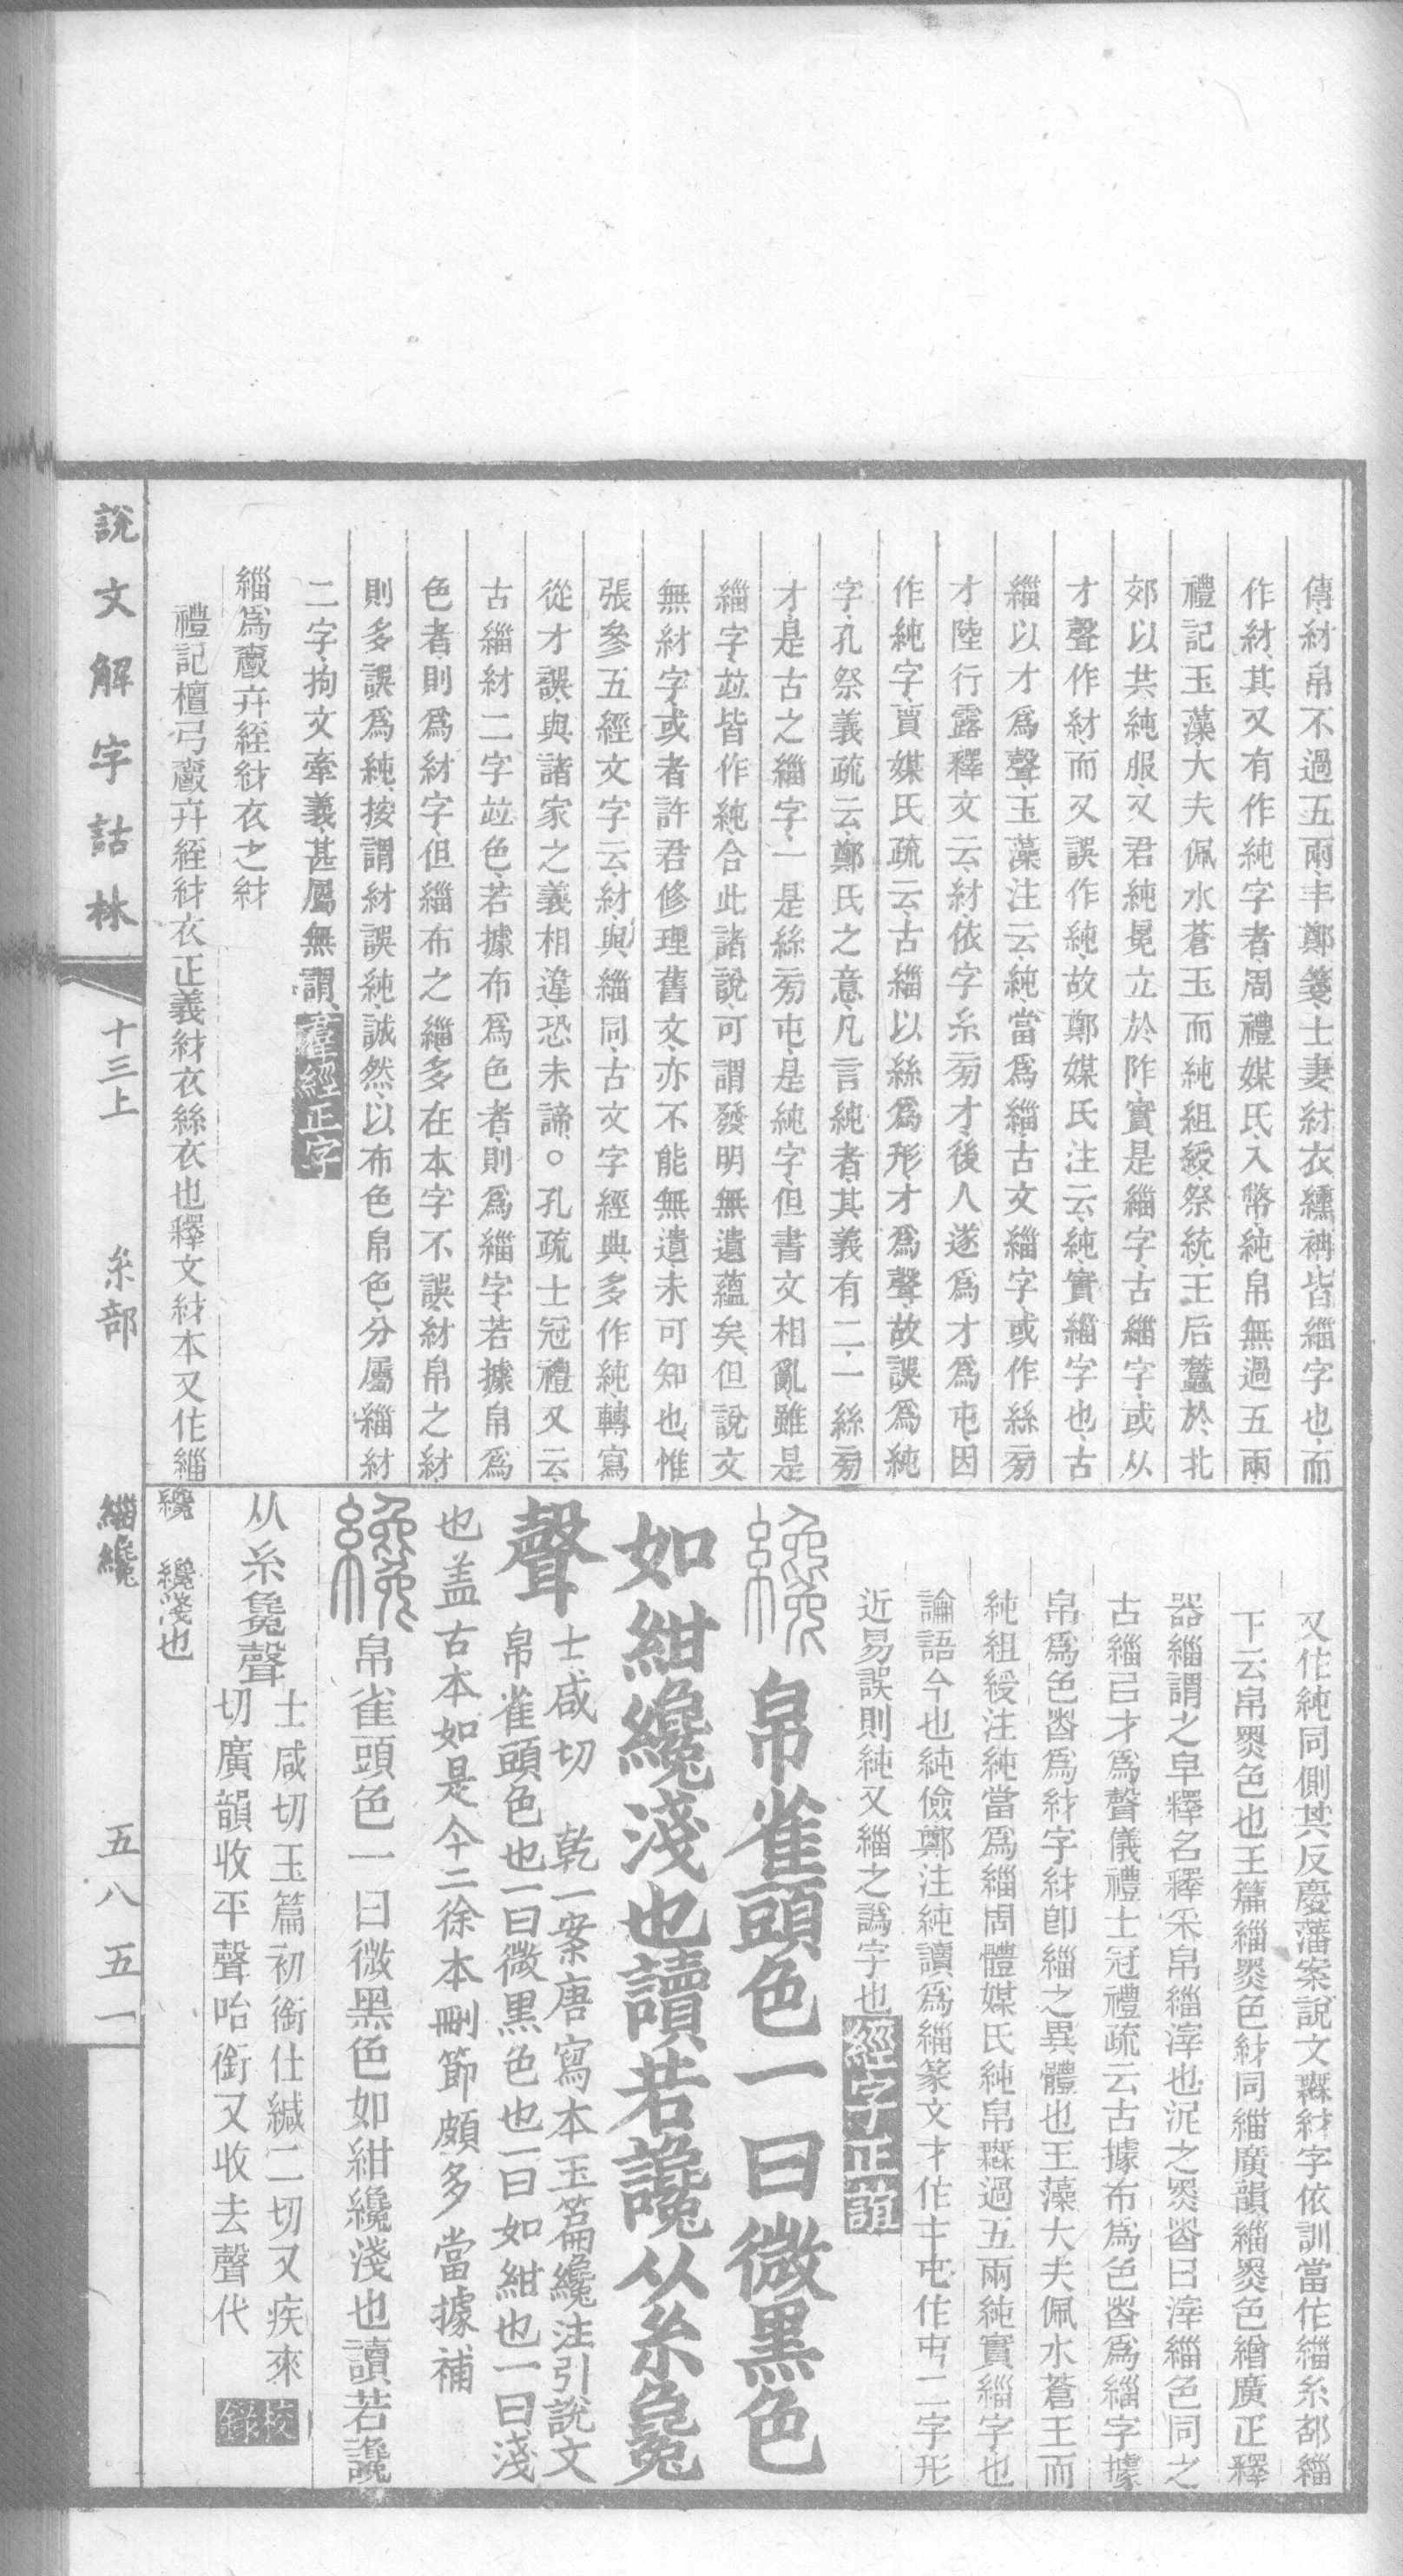 傳、紂帛不過五兩、丰鄭箋、士妻紂衣纁袡、皆緇字也、而
作紂、其又有作純字者、周禮媒氏、入幣、純帛無過五兩、
禮記玉藻、大夫佩水蒼玉而純組綬、祭統、王后蠶於北
郊以共純服、又君純冕立於阼、實是緇字、古緇字、或从
才聲作紂、而又誤作純、故鄭媒氏注云、純、實緇字也、古
緇以才爲聲、玉藻注云、純、當爲緇、古文緇字、或作絲旁
才、陸行露釋文云、紂、依字糸旁才、後人遂爲才爲屯、因
作純字、賈媒氏疏云、古緇以絲爲形、才爲聲、故誤爲純
字、孔祭義疏云、鄭氏之意、凡言純者、其義有二、一絲旁
才、是古之緇字、一是絲旁屯、是純字、但書文相亂、雖是
緇字、竝皆作純、合此諸說、可謂發明無遺蘊矣、但說文
無紂字、或者許君修理舊文、亦不能無遺未可知也、惟
張參五經文字云、紂、與緇同、古文字經典多作純、轉寫
從才誤、與諸家之義相違、恐未諦。○孔疏士冠禮又云、
古緇紂二字竝色、若據布爲色者、則爲緇字、若據帛爲
色者、則爲紂字、但緇布之緇、多在本字不誤、紂帛之紂
則多誤爲純、按謂紂誤純、誠然、以布色帛色、分屬緇紂
二字、拘文牽義、甚屬無謂、羣經正字
緇爲𪋿弁絰紂衣之紂
禮記檀弓𪋿弁絰紂衣正義紂衣絲衣也釋文紂本又作緇
又作純同側其反慶藩案說文無紂字依訓當作緇糸部緇
下云帛黑色也玉篇緇黑色紂同緇廣韻緇黑色繒廣疋釋
器緇謂之皁釋名釋采帛緇滓也泥之黑者曰滓緇色同之
古緇㠯才爲聲儀禮士冠禮疏云古據布爲色者爲緇字據
帛爲色者爲紂字紂卽緇之異體也玉藻大夫佩水蒼玉而
純組綬注純當爲緇周禮媒氏純帛無過五兩純實緇字也
論語今也純儉鄭注純讀爲緇篆文才作屯作二字形
近易誤則純又緇之譌字也經字正誼
纔 帛雀頭色一曰微黑色
如紺纔淺也讀若讒从糸毚
聲 士咸切 乾一案唐寫本玉篇纔注引說文
帛雀頭色也一曰微黑色也一曰如紺也一曰淺
也蓋古本如是今二徐本刪節頗多當據補
纔 帛雀頭色一曰微黑色如紺纔淺也讀若讒
从糸毚聲 士咸切玉篇初銜仕緘二切又疾來
切廣韻收平聲咍銜又收去聲代 校錄
纔 纔淺也
說文解字詁林 十三上 糸部 緇纔 五八五一